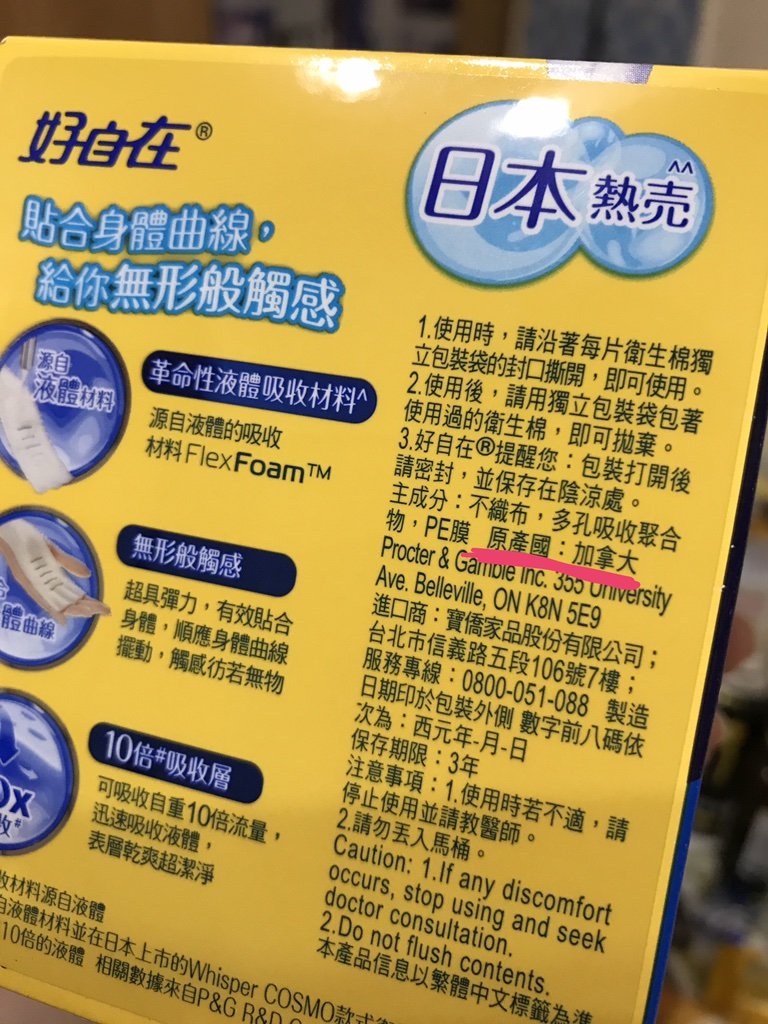 好自在®
日本熱売^^
貼合身體曲線，
給你無形般觸感
源自
液體材料
革命性液體吸收材料^
源自液體的吸收
材料FlexFoam™
無形般觸感
體曲線
超具彈力，有效貼合
身體，順應身體曲線
擺動，觸感彷若無物
10倍#吸收層
可吸收自重10倍流量，
迅速吸收液體，
表層乾爽超潔淨
1.使用時，請沿著每片衛生棉獨
立包裝袋的封口撕開，即可使用。
2.使用後，請用獨立包裝袋包著
使用過的衛生棉，即可拋棄。
3.好自在®提醒您：包裝打開後
請密封，並保存在陰涼處。
主成分：不織布，多孔吸收聚合
物，PE膜 原產國：加拿大
Procter & Gamble Inc. 355 University
Ave. Belleville, ON K8N 5E9
進口商：寶僑家品股份有限公司；
台北市信義路五段106號7樓；
服務專線：0800-051-088 製造
日期印於包裝外側 數字前八碼依
次為：西元年-月-日
保存期限：3年
注意事項：1.使用時若不適，請
停止使用並請教醫師。
2.請勿丟入馬桶。
Caution: 1.If any discomfort
occurs, stop using and seek
doctor consultation.
2.Do not flush contents.
本產品信息以繁體中文標籤為準
收材料源自液體
自液體材料並在日本上市的Whisper COSMO款式
10倍的液體 相關數據來自P&G R&D